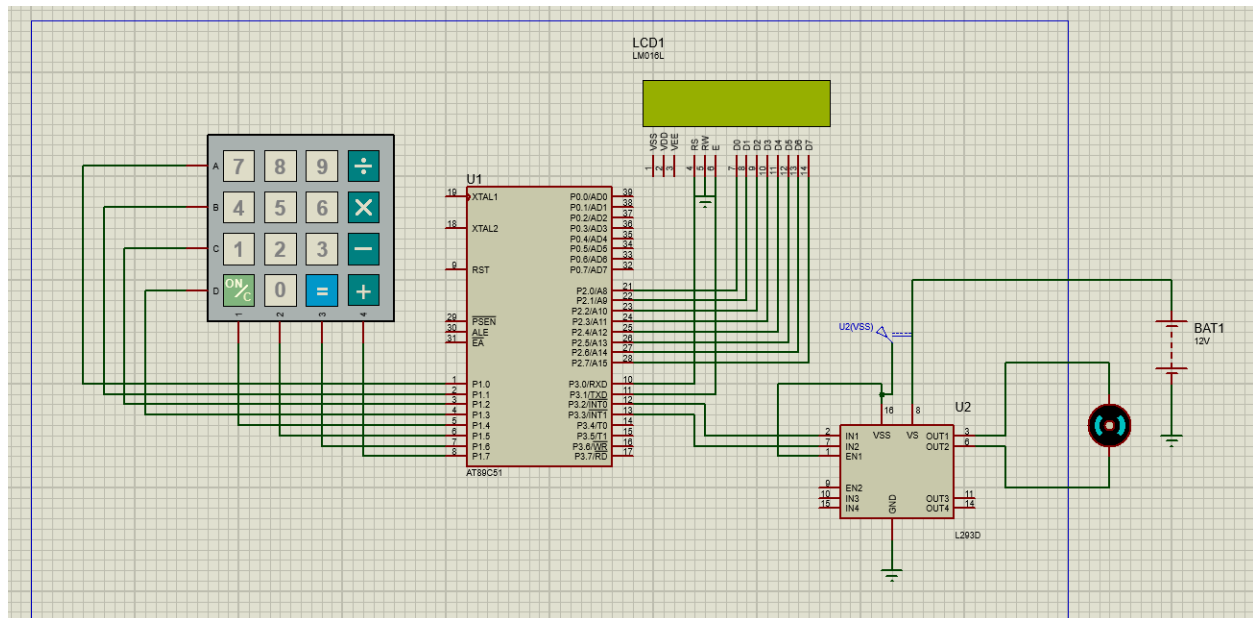 LCD1
LM016L
VSS
VDD
VEE
RS
RW
E
D0
D1
D2
D3
D4
D5
D6
D7
1
2
3
4
5
6
7
8
9
10
11
12
13
14
A
B
C
D
7 8 9 ÷
4 5 6 ×
1 2 3 −
ON/C 0 = +
1 2 3 4
U1
19 XTAL1
18 XTAL2
9 RST
29 PSEN
30 ALE
31 EA
1 P1.0
2 P1.1
3 P1.2
4 P1.3
5 P1.4
6 P1.5
7 P1.6
8 P1.7
P0.0/AD0 39
P0.1/AD1 38
P0.2/AD2 37
P0.3/AD3 36
P0.4/AD4 35
P0.5/AD5 34
P0.6/AD6 33
P0.7/AD7 32
P2.0/A8 21
P2.1/A9 22
P2.2/A10 23
P2.3/A11 24
P2.4/A12 25
P2.5/A13 26
P2.6/A14 27
P2.7/A15 28
P3.0/RXD 10
P3.1/TXD 11
P3.2/INT0 12
P3.3/INT1 13
P3.4/T0 14
P3.5/T1 15
P3.6/WR 16
P3.7/RD 17
AT89C51
U2(VSS)
U2
16 8
VSS VS
2 IN1
7 IN2
1 EN1
9 EN2
10 IN3
15 IN4
OUT1 3
OUT2 6
OUT3 11
OUT4 14
GND
L293D
BAT1
12V